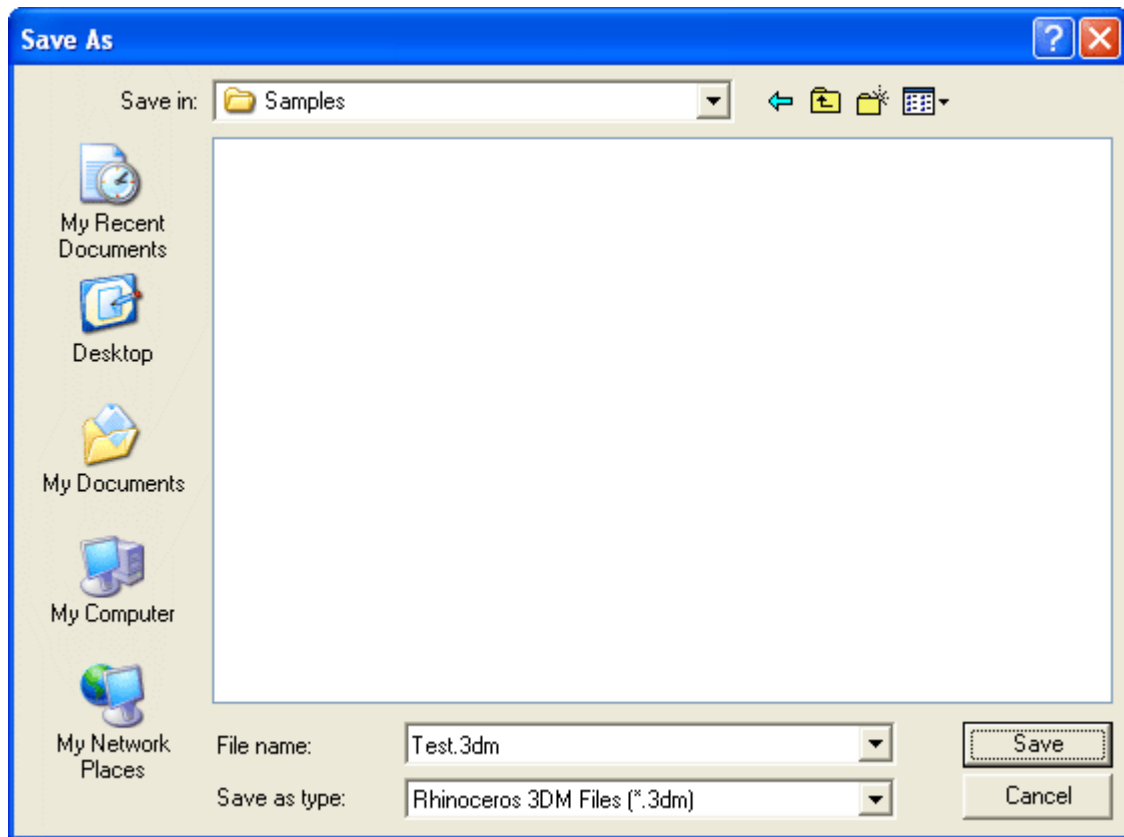 Save As
Save in:
Samples
My Recent
Documents
Desktop
My Documents
My Computer
My Network
Places
File name:
Test.3dm
Save
Save as type:
Rhinoceros 3DM Files (*.3dm)
Cancel